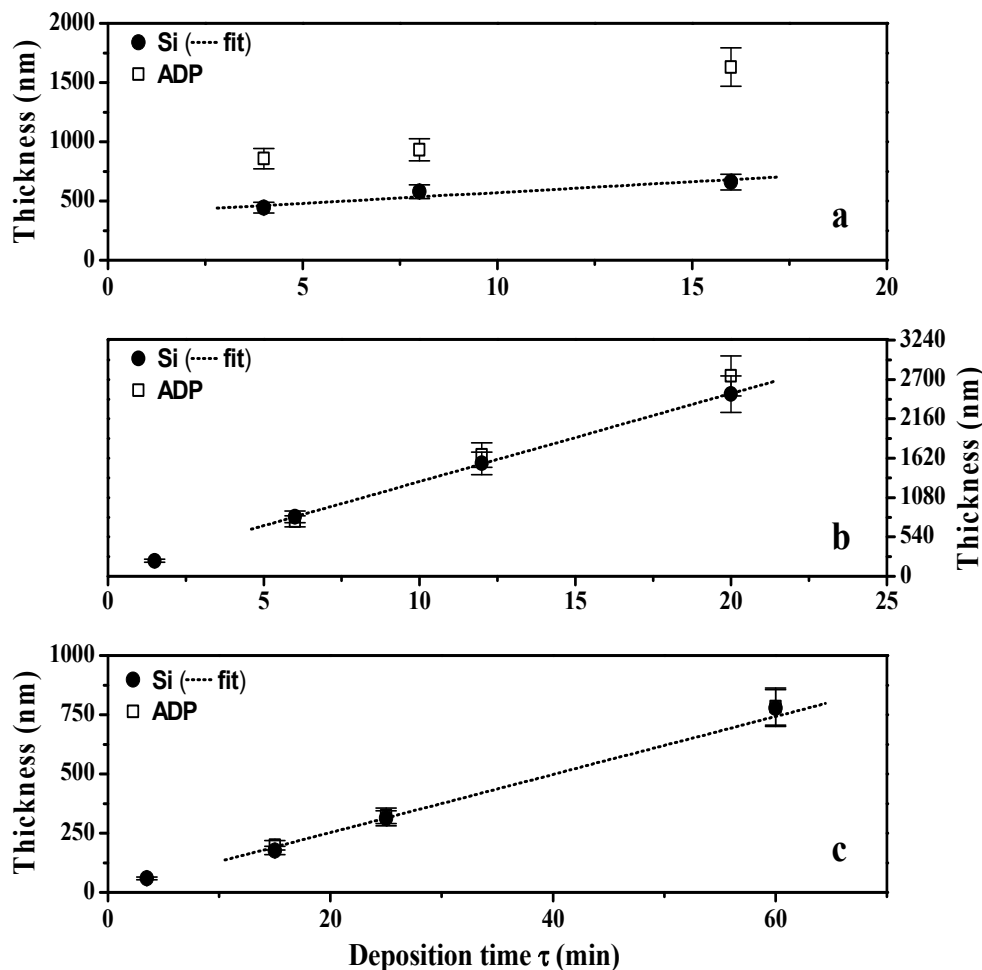 2000
1500
1000
500
0
Thickness (nm)
Si (---- fit)
ADP
a
0 5 10 15 20
Si (---- fit)
ADP
b
3240
2700
2160
1620
1080
540
0
Thickness (nm)
0 5 10 15 20 25
1000
750
500
250
0
Thickness (nm)
Si (---- fit)
ADP
c
0 20 40 60
Deposition time τ (min)